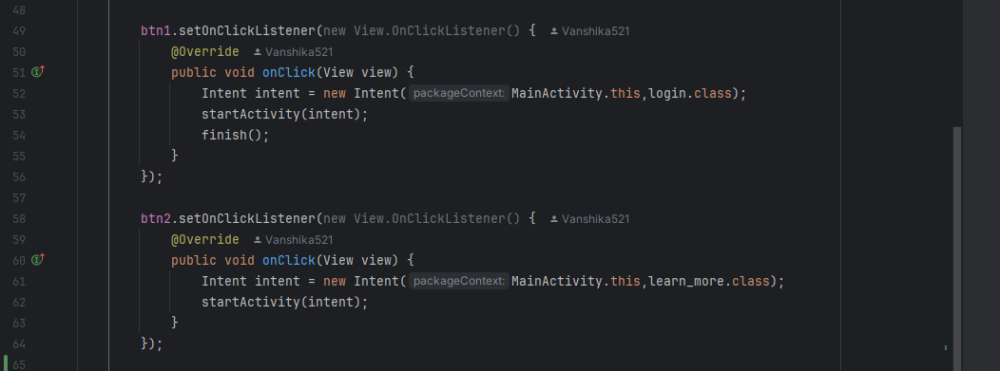 48
49 btn1.setOnClickListener(new View.OnClickListener() { Vanshika521
50 @Override Vanshika521
51 public void onClick(View view) {
52 Intent intent = new Intent( packageContext: MainActivity.this,login.class);
53 startActivity(intent);
54 finish();
55 }
56 });
57
58 btn2.setOnClickListener(new View.OnClickListener() { Vanshika521
59 @Override Vanshika521
60 public void onClick(View view) {
61 Intent intent = new Intent( packageContext: MainActivity.this,learn_more.class);
62 startActivity(intent);
63 }
64 });
65